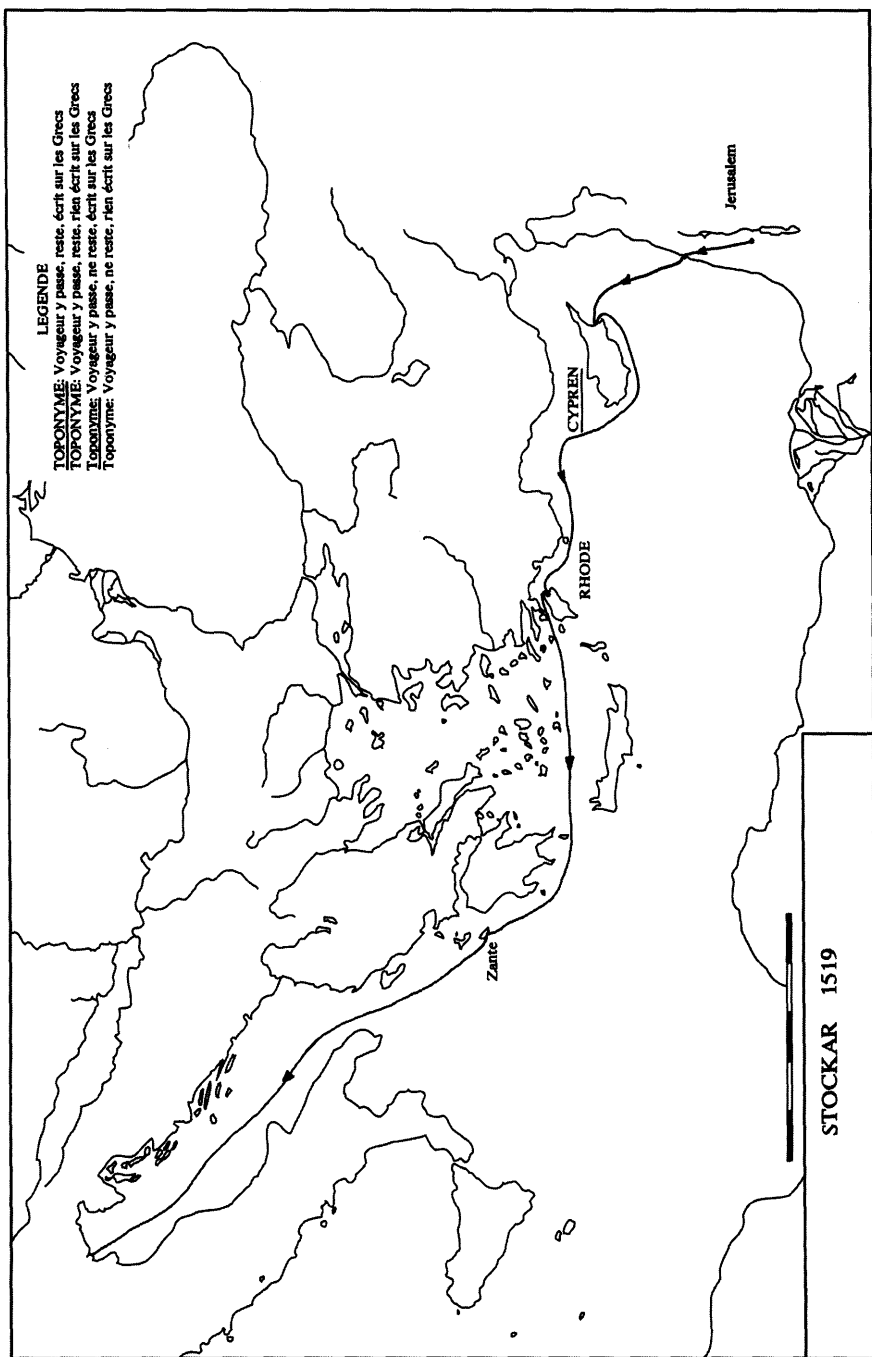 LEGENDE
TOPONYME: Voyageur y passe, reste, écrit sur les Grecs
TOPONYME: Voyageur y passe, reste, rien écrit sur les Grecs
Toponyme: Voyageur y passe, ne reste, écrit sur les Grecs
Toponyme: Voyageur y passe, ne reste, rien écrit sur les Grecs
Jerusalem
CYPREN
RHODE
Zante
STOCKAR 1519